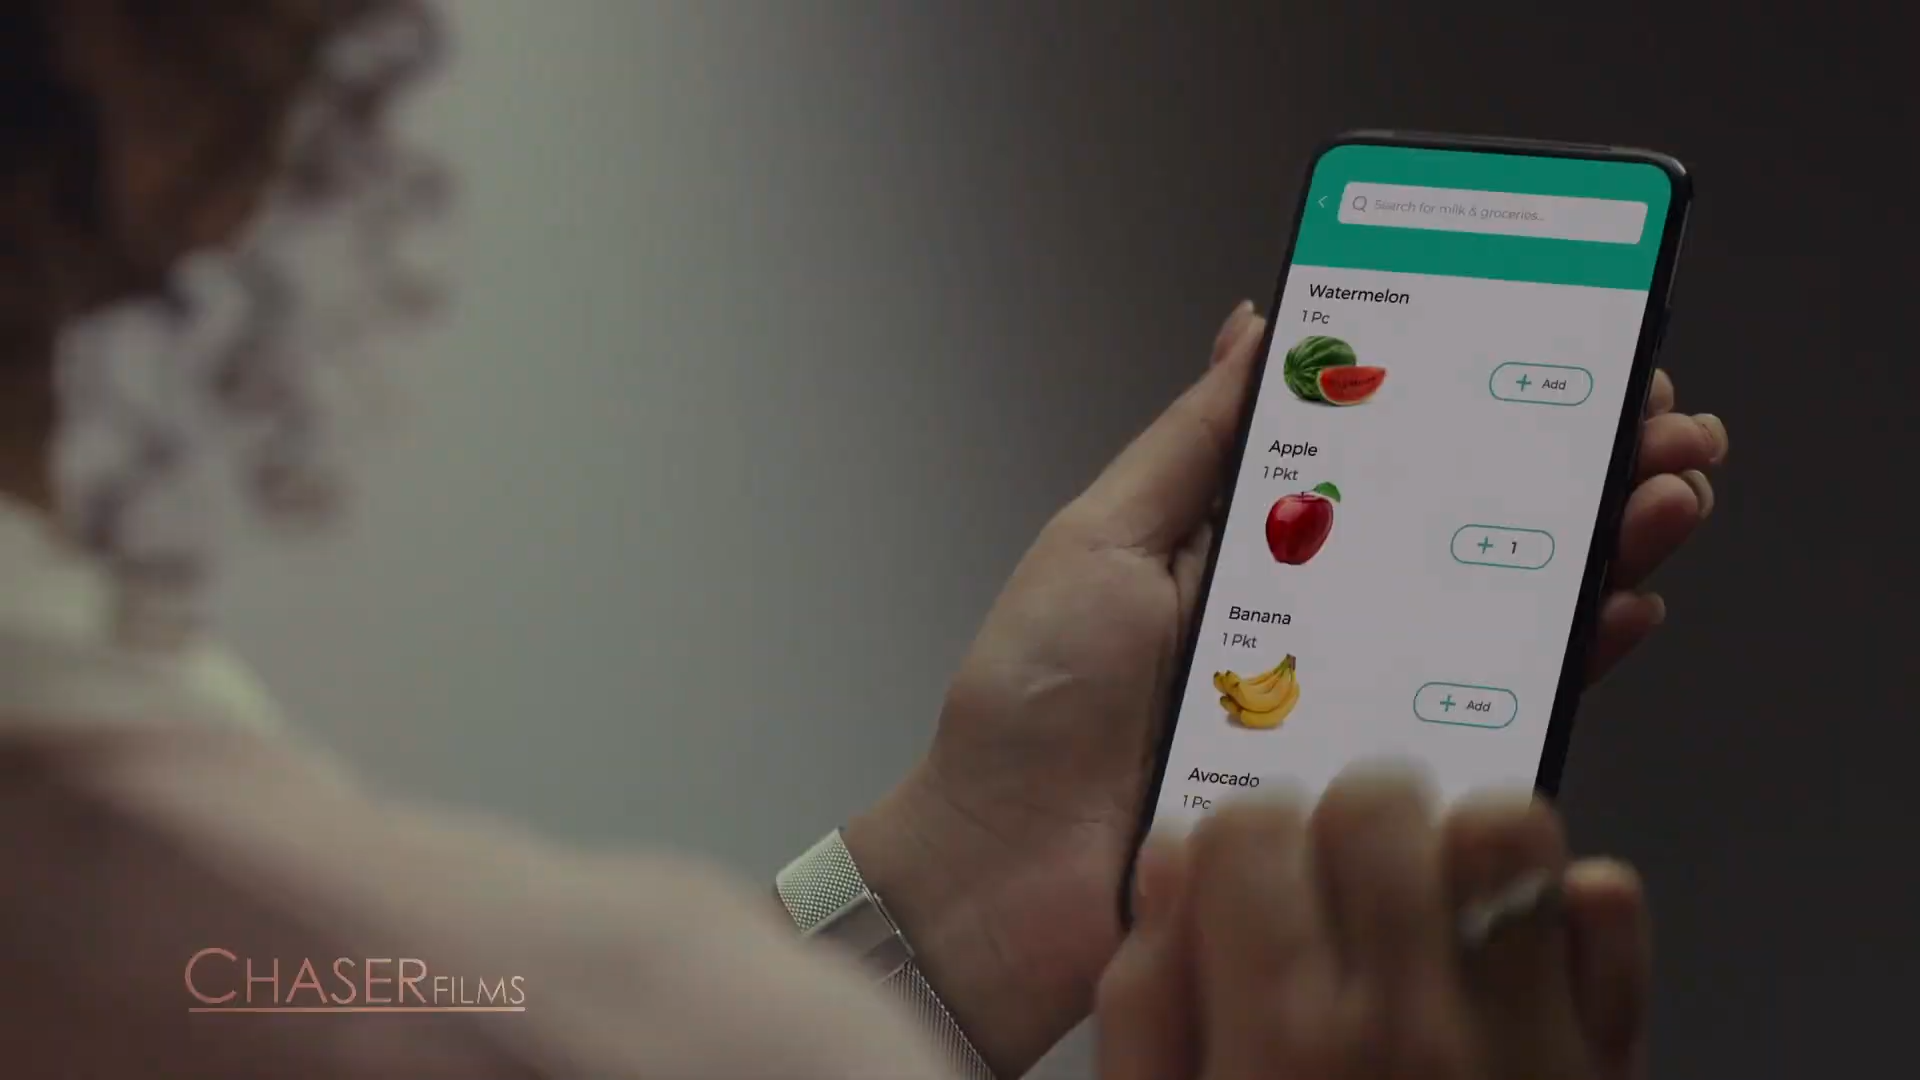 Search for milk & groceries...
Watermelon
1 Pc
+ Add
Apple
1 Pkt
+ 1
Banana
1 Pkt
+ Add
Avocado
1 Pc
CHASER FILMS